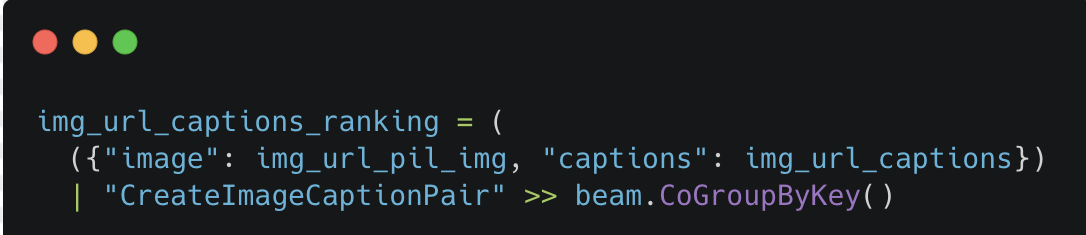 img_url_captions_ranking = (
  ({"image": img_url_pil_img, "captions": img_url_captions})
  | "CreateImageCaptionPair" >> beam.CoGroupByKey()